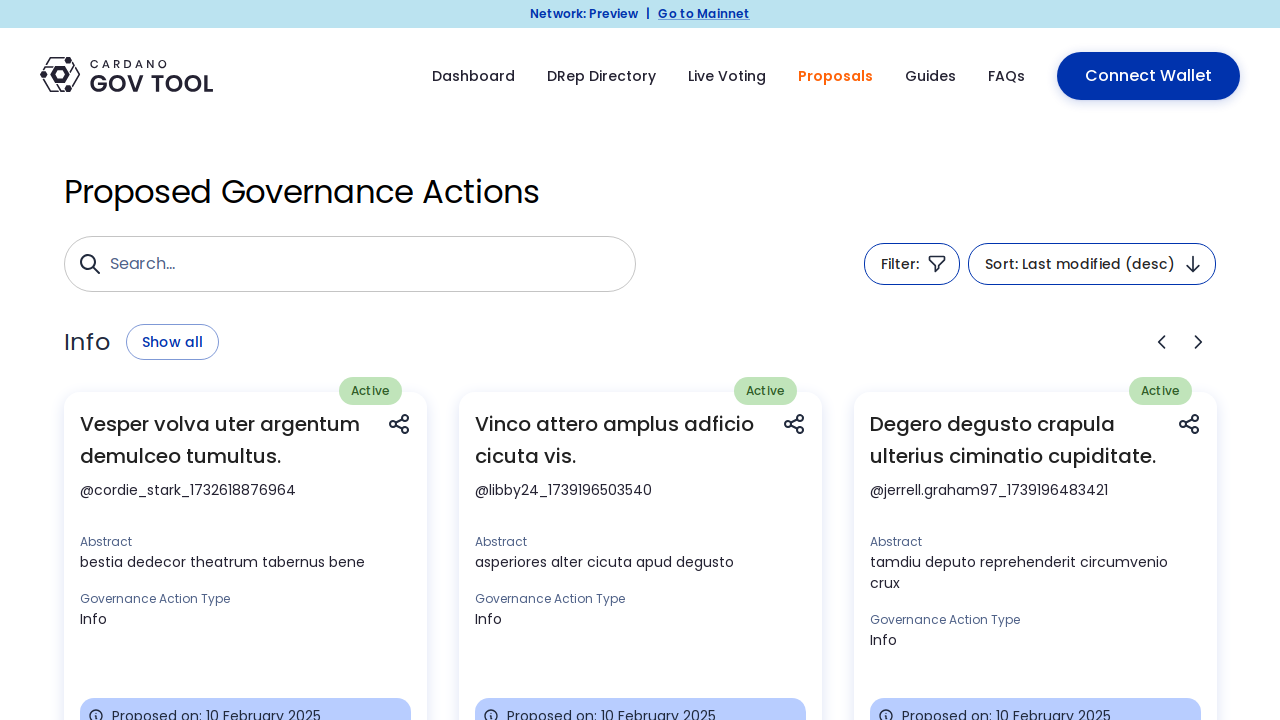 Network: Preview | Go to Mainnet
CARDANO
GOV TOOL
Dashboard
DRep Directory
Live Voting
Proposals
Guides
FAQs
Connect Wallet
Proposed Governance Actions
Search...
Filter:
Sort: Last modified (desc)
Info
Show all
Active
Vesper volva uter argentum
demulceo tumultus.
@cordie_stark_1732618876964
Abstract
bestia dedecor theatrum tabernus bene
Governance Action Type
Info
Proposed on: 10 February 2025
Active
Vinco attero amplus adficio
cicuta vis.
@libby24_1739196503540
Abstract
asperiores alter cicuta apud degusto
Governance Action Type
Info
Proposed on: 10 February 2025
Active
Degero degusto crapula
ulterius ciminatio cupiditate.
@jerrell.graham97_1739196483421
Abstract
tamdiu deputo reprehenderit circumvenio
crux
Governance Action Type
Info
Proposed on: 10 February 2025